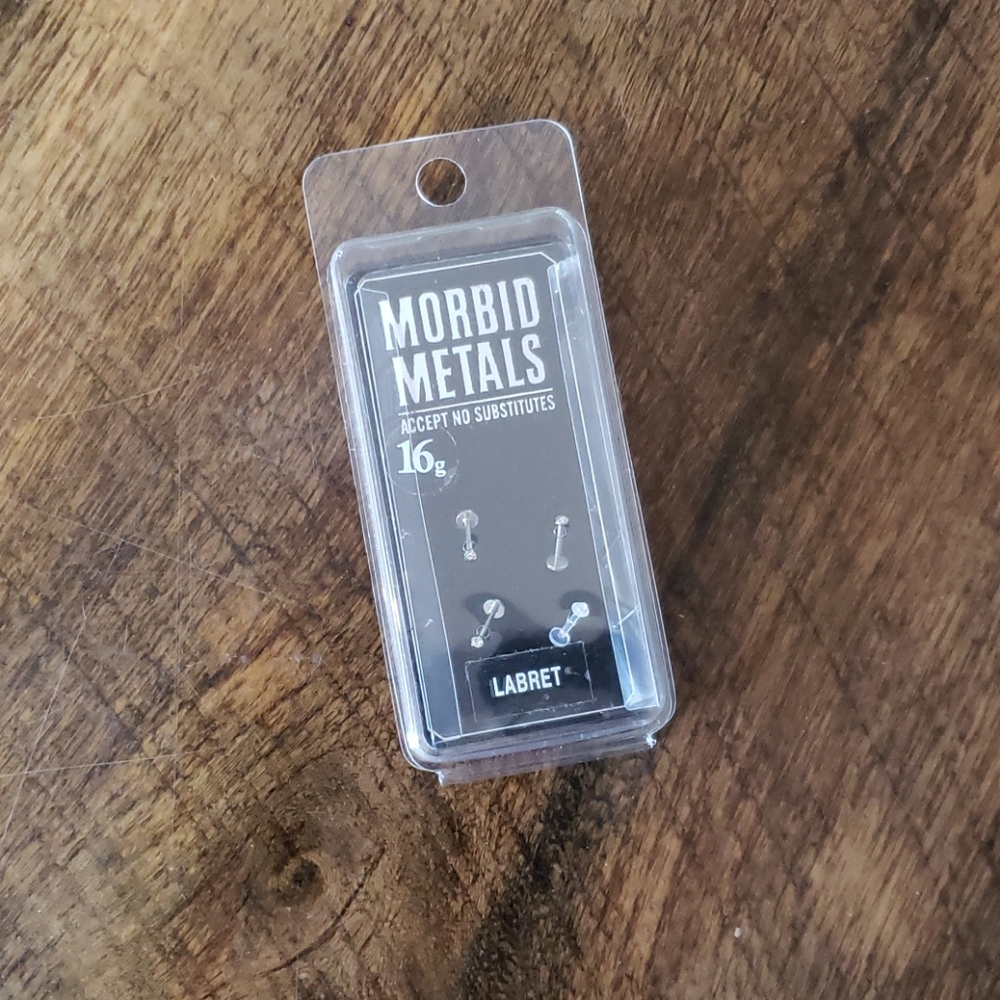 MORBID
METALS
ACCEPT NO SUBSTITUTES
16g
LABRET